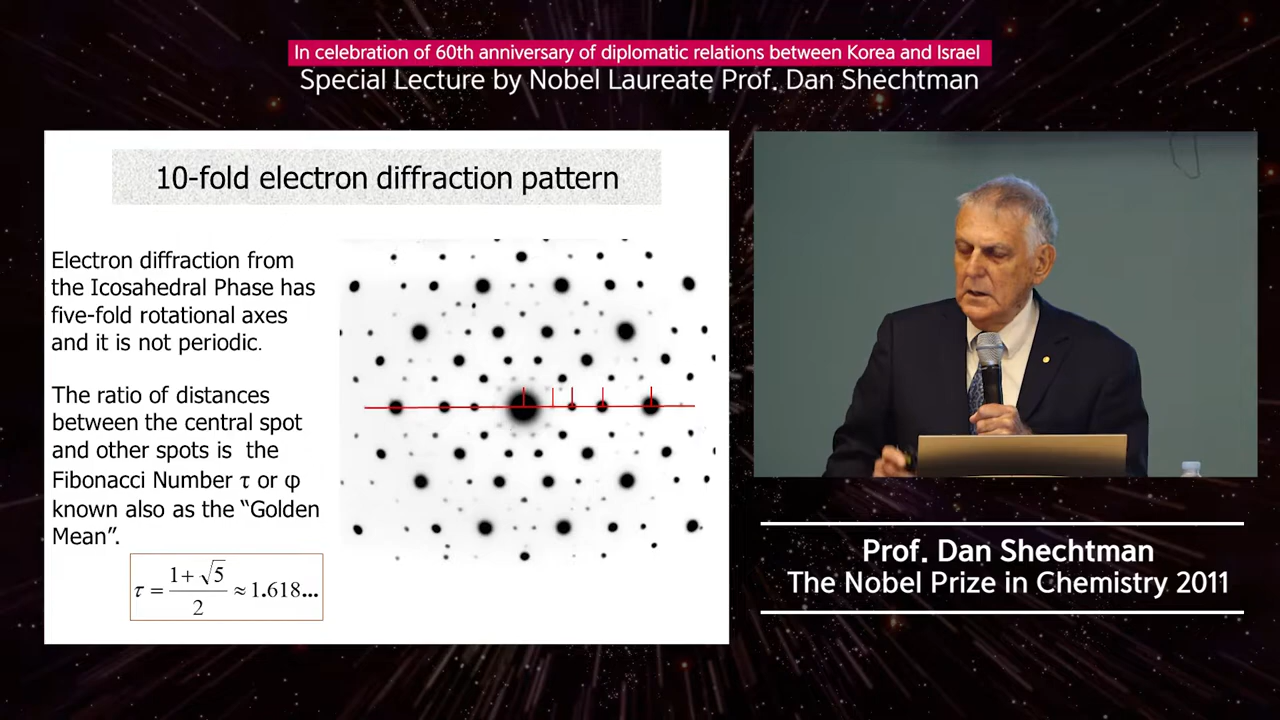 In celebration of 60th anniversary of diplomatic relations between Korea and Israel
Special Lecture by Nobel Laureate Prof. Dan Shechtman
10-fold electron diffraction pattern
Electron diffraction from
the Icosahedral Phase has
five-fold rotational axes
and it is not periodic.
The ratio of distances
between the central spot
and other spots is the
Fibonacci Number τ or φ
known also as the “Golden
Mean”.
τ = (1+√5)/2 ≈ 1.618...
Prof. Dan Shechtman
The Nobel Prize in Chemistry 2011